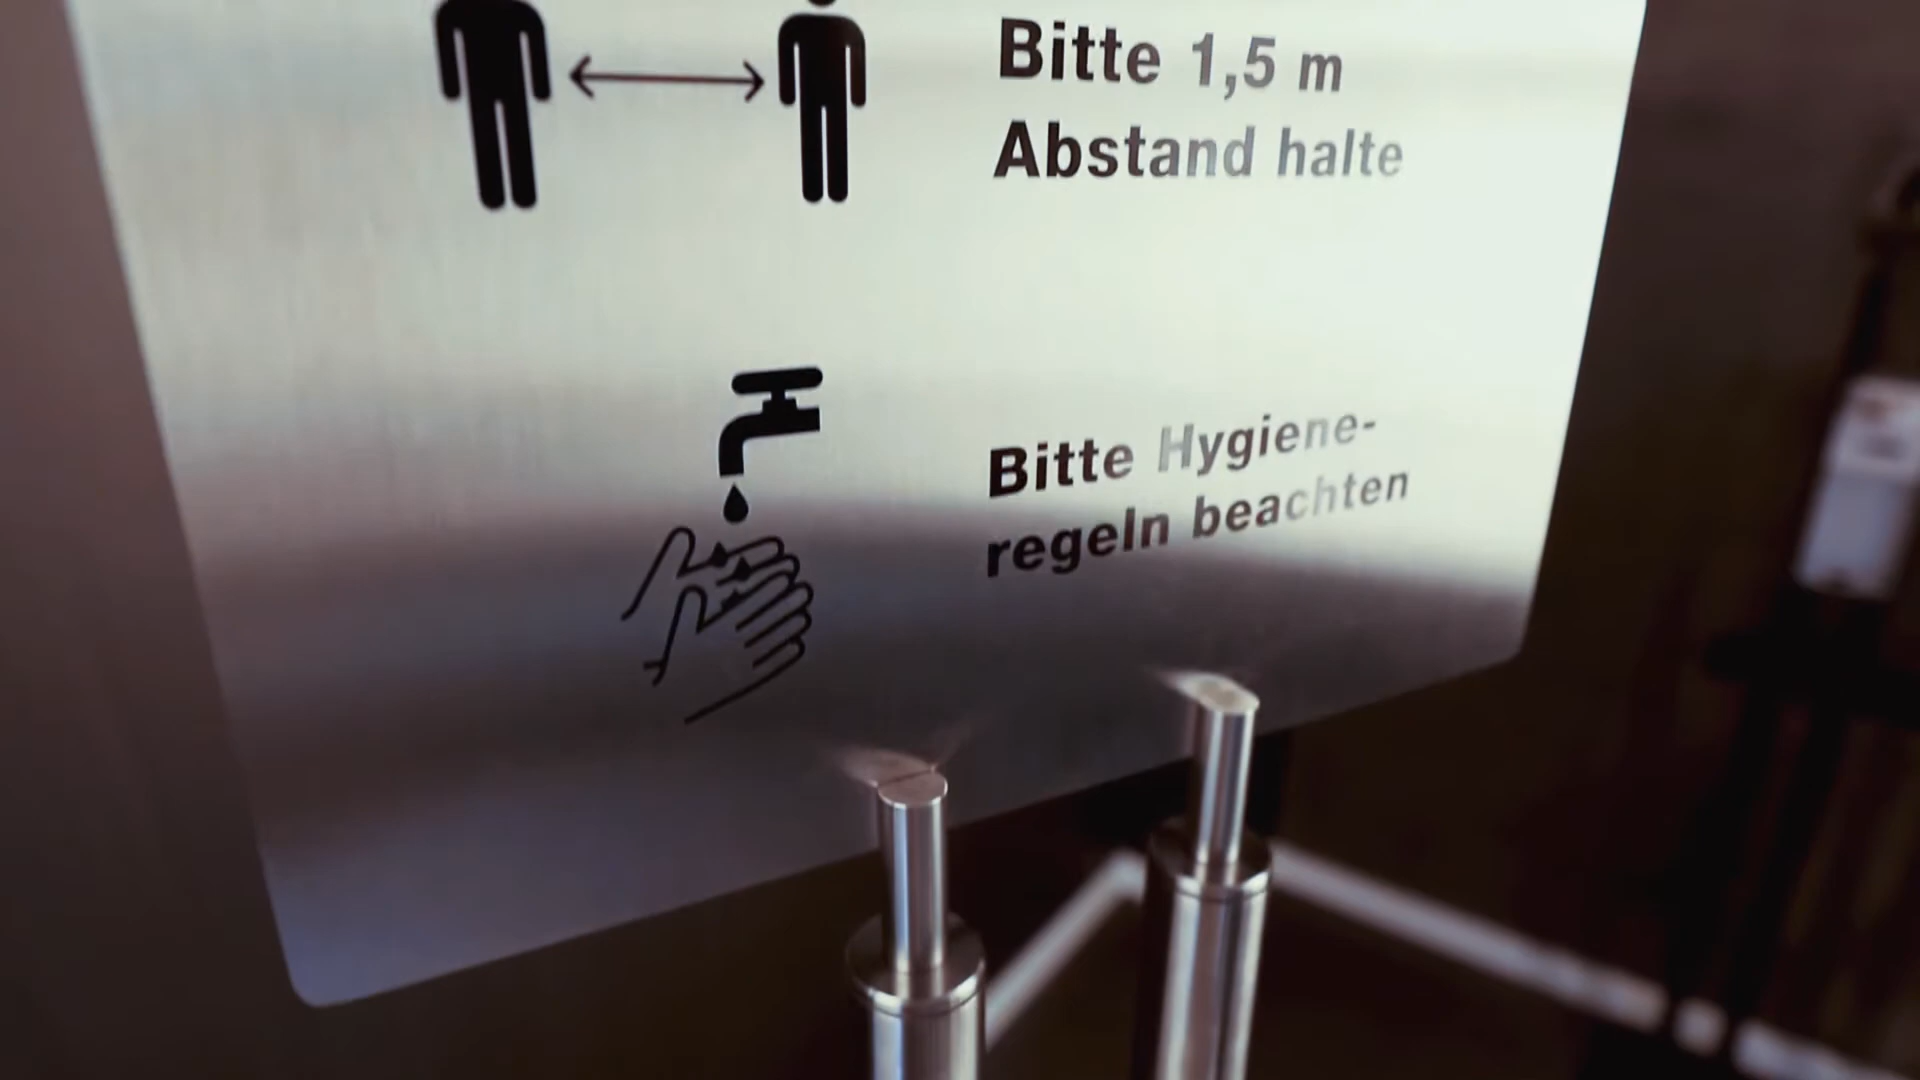 Bitte 1,5 m
Abstand halte
Bitte Hygiene-
regeln beachten